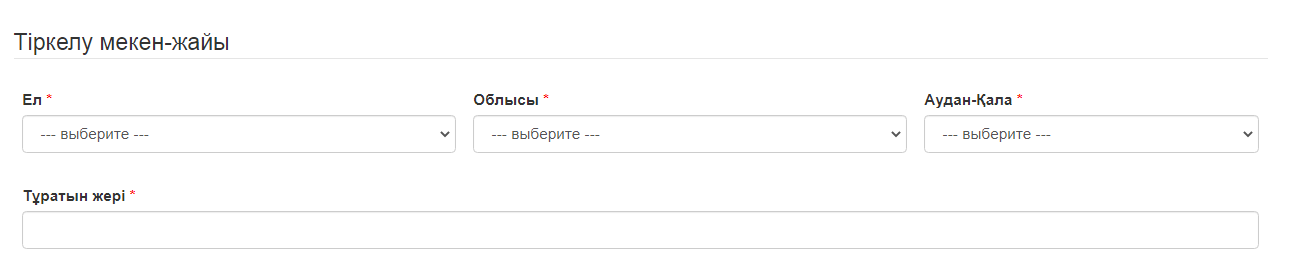 Тіркелу мекен-жайы
Ел * Облысы * Аудан-Қала *
--- выберите --- --- выберите --- --- выберите ---
Тұратын жері *